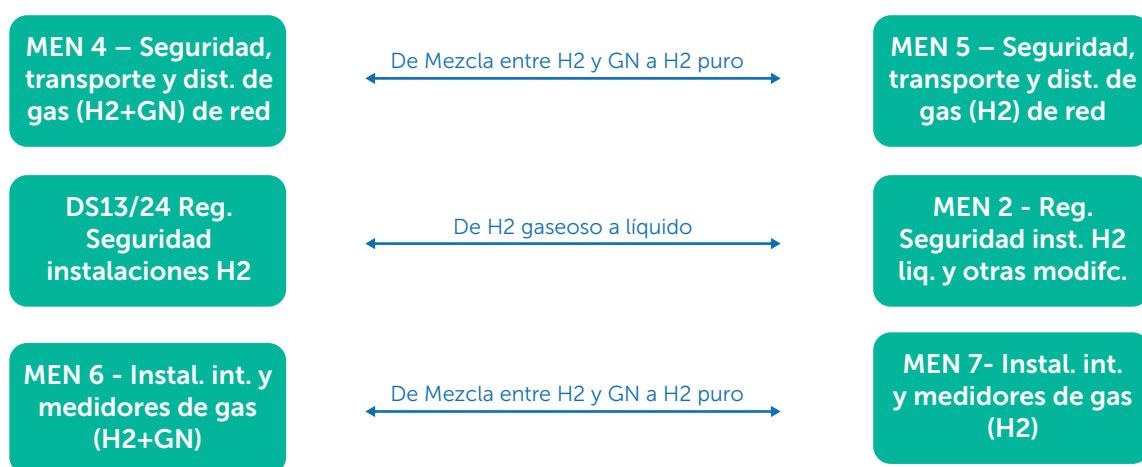 MEN 4 – Seguridad,
transporte y dist. de
gas (H2+GN) de red
De Mezcla entre H2 y GN a H2 puro
MEN 5 – Seguridad,
transporte y dist. de
gas (H2) de red
DS13/24 Reg.
Seguridad
instalaciones H2
De H2 gaseoso a líquido
MEN 2 - Reg.
Seguridad inst. H2
liq. y otras modifc.
MEN 6 - Instal. int. y
medidores de gas
(H2+GN)
De Mezcla entre H2 y GN a H2 puro
MEN 7- Instal. int.
y medidores de gas
(H2)